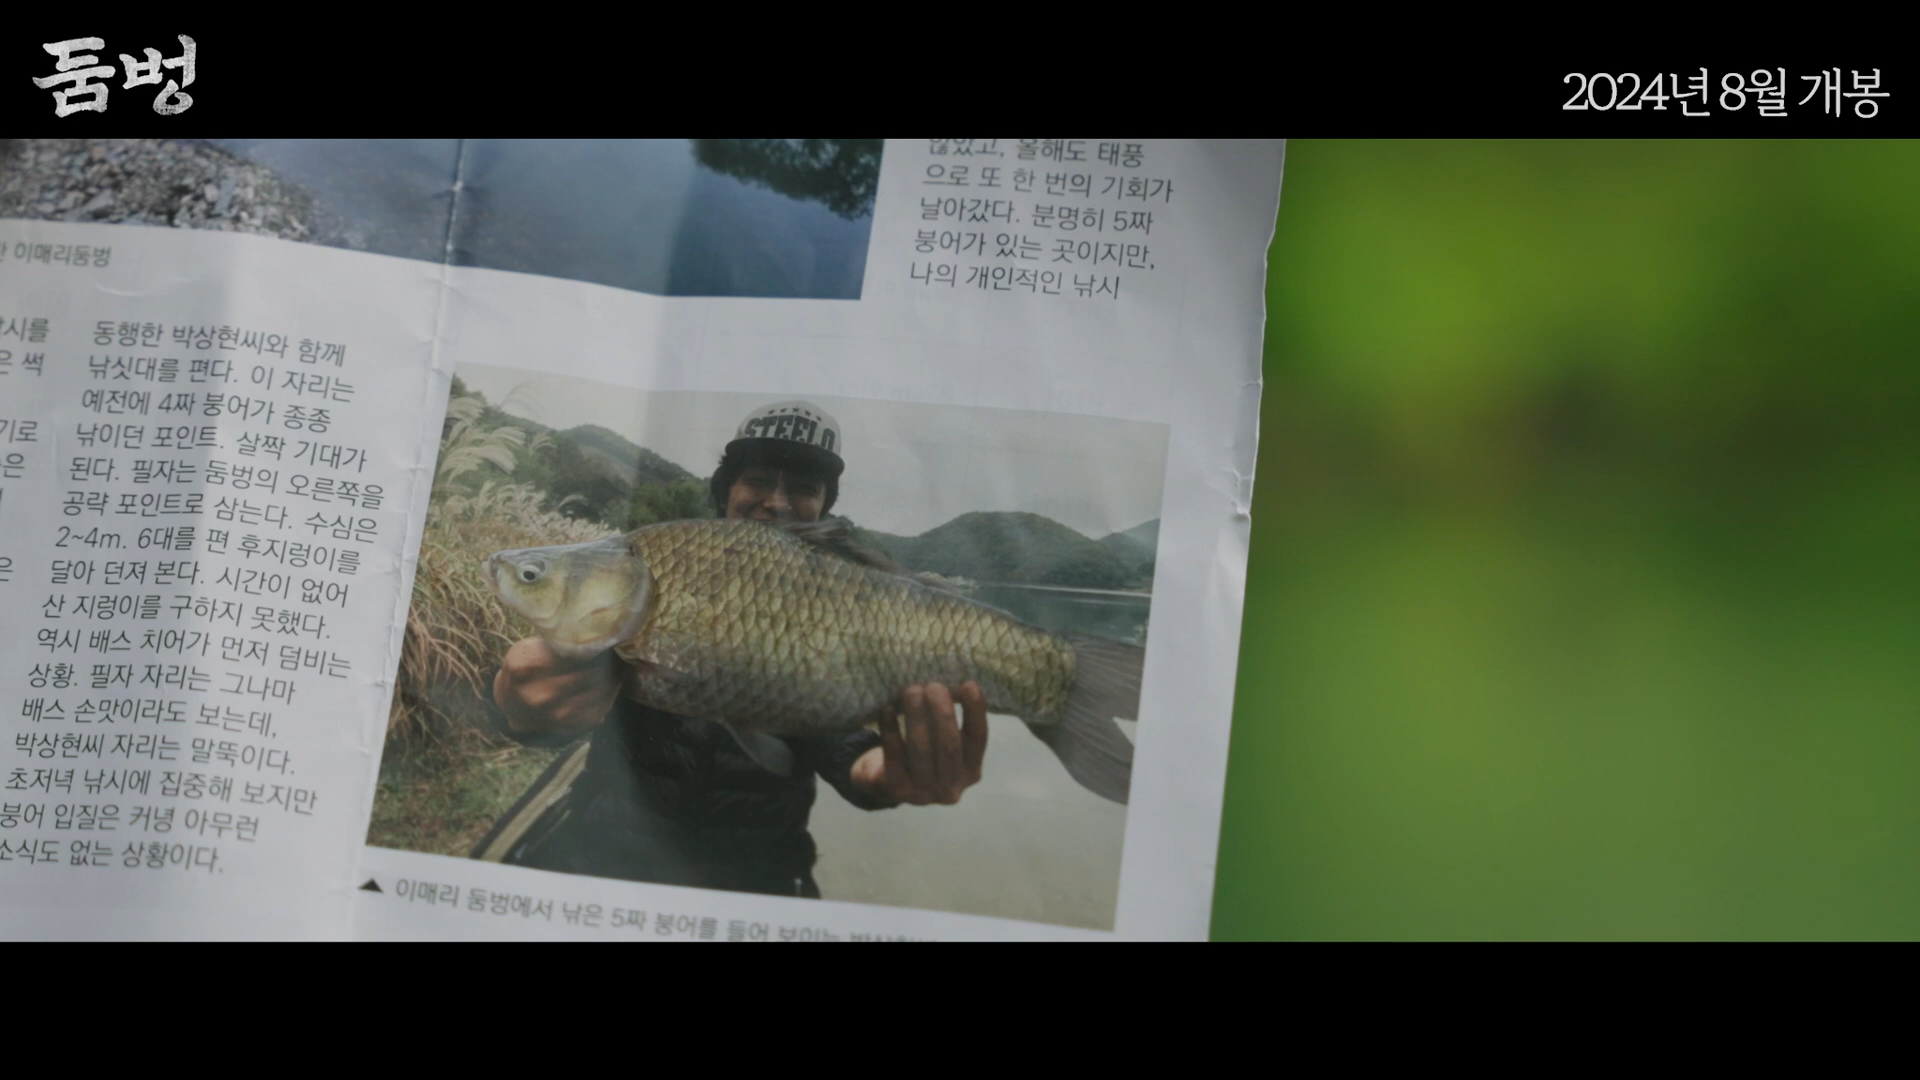 둠벙
2024년 8월 개봉
않았고, 올해도 태풍
으로 또 한 번의 기회가
날아갔다. 분명히 5짜
붕어가 있는 곳이지만,
나의 개인적인 낚시
이매리둠벙
은 썩
기로
동행한 박상현씨와 함께
낚싯대를 편다. 이 자리는
예전에 4짜 붕어가 종종
낚이던 포인트. 살짝 기대가
된다. 필자는 둠벙의 오른쪽을
공략 포인트로 삼는다. 수심은
2~4m. 6대를 편 후지렁이를
달아 던져 본다. 시간이 없어
산 지렁이를 구하지 못했다.
역시 배스 치어가 먼저 덤비는
상황. 필자 자리는 그나마
배스 손맛이라도 보는데,
박상현씨 자리는 말뚝이다.
초저녁 낚시에 집중해 보지만
붕어 입질은 커녕 아무런
소식도 없는 상황이다.
STEELO
▲ 이매리 둠벙에서 낚은 5짜 붕어를 들어 보이는